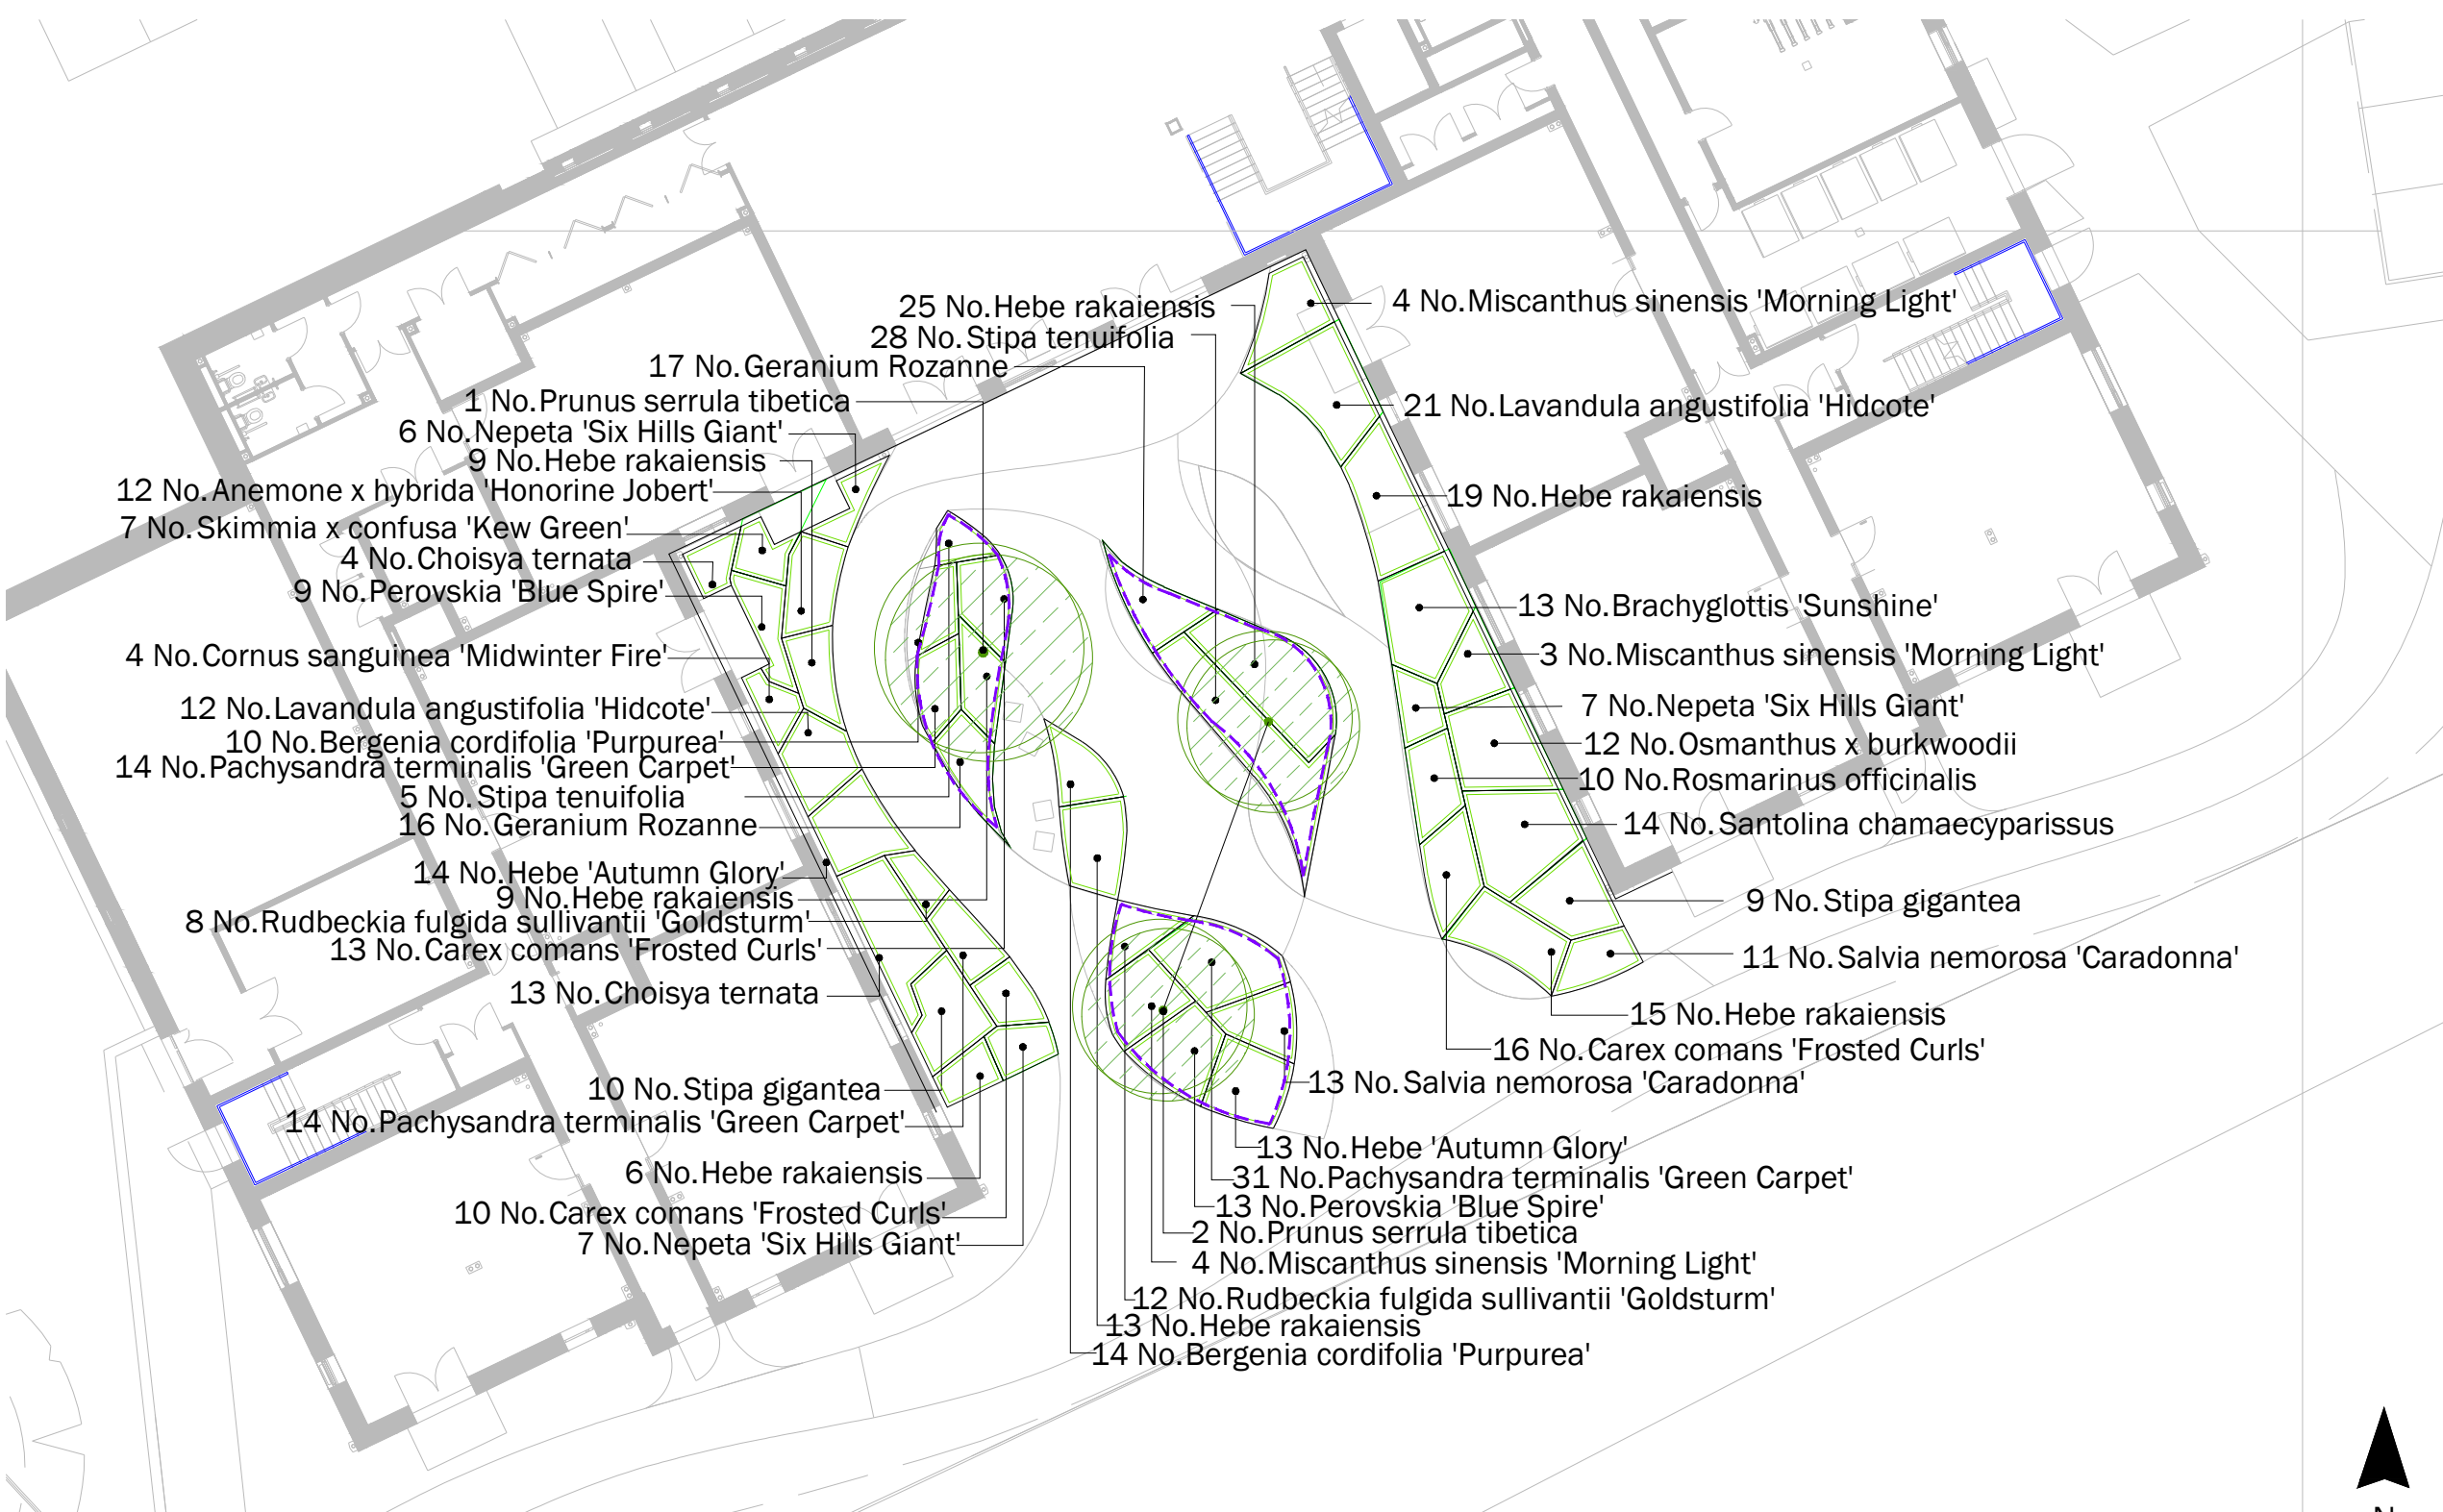 25 No.Hebe rakaiensis
28 No.Stipa tenuifolia
17 No.Geranium Rozanne
1 No.Prunus serrula tibetica
6 No.Nepeta 'Six Hills Giant'
9 No.Hebe rakaiensis
12 No.Anemone x hybrida 'Honorine Jobert'
7 No.Skimmia x confusa 'Kew Green'
4 No.Choisya ternata
9 No.Perovskia 'Blue Spire'
4 No.Cornus sanguinea 'Midwinter Fire'
12 No.Lavandula angustifolia 'Hidcote'
10 No.Bergenia cordifolia 'Purpurea'
14 No.Pachysandra terminalis 'Green Carpet'
5 No.Stipa tenuifolia
16 No.Geranium Rozanne
14 No.Hebe 'Autumn Glory'
9 No.Hebe rakaiensis
8 No.Rudbeckia fulgida sullivantii 'Goldsturm'
13 No.Carex comans 'Frosted Curls'
13 No.Choisya ternata
10 No.Stipa gigantea
14 No.Pachysandra terminalis 'Green Carpet'
6 No.Hebe rakaiensis
10 No.Carex comans 'Frosted Curls'
7 No.Nepeta 'Six Hills Giant'
4 No.Miscanthus sinensis 'Morning Light'
21 No.Lavandula angustifolia 'Hidcote'
19 No.Hebe rakaiensis
13 No.Brachyglottis 'Sunshine'
3 No.Miscanthus sinensis 'Morning Light'
7 No.Nepeta 'Six Hills Giant'
12 No.Osmanthus x burkwoodii
10 No.Rosmarinus officinalis
14 No.Santolina chamaecyparissus
9 No.Stipa gigantea
11 No.Salvia nemorosa 'Caradonna'
15 No.Hebe rakaiensis
16 No.Carex comans 'Frosted Curls'
13 No.Salvia nemorosa 'Caradonna'
13 No.Hebe 'Autumn Glory'
31 No.Pachysandra terminalis 'Green Carpet'
13 No.Perovskia 'Blue Spire'
2 No.Prunus serrula tibetica
4 No.Miscanthus sinensis 'Morning Light'
12 No.Rudbeckia fulgida sullivantii 'Goldsturm'
13 No.Hebe rakaiensis
14 No.Bergenia cordifolia 'Purpurea'
N